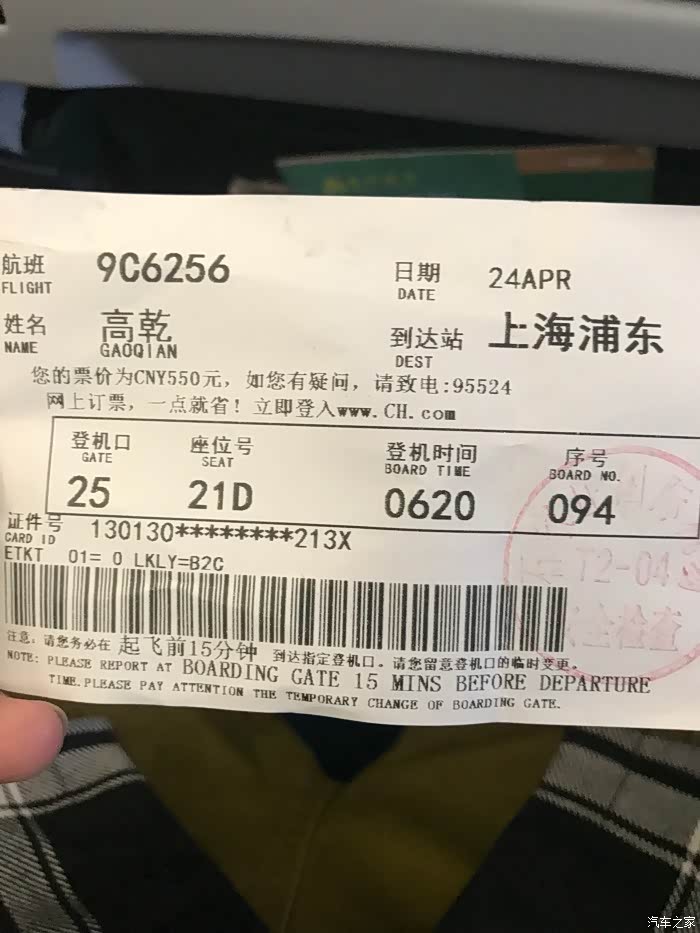 航班 9C6256 日期 24APR
FLIGHT DATE
姓名 高乾 到达站 上海浦东
NAME GAOQIAN DEST
您的票价为CNY550元，如您有疑问，请致电:95524
网上订票，一点就省！立即登入www.CH.com
登机口 座位号 登机时间 序号
GATE SEAT BOARD TIME BOARD NO.
25 21D 0620 094
证件号 130130********213X
CARD ID
ETKT 01= 0 LKLY=B2C
T2-04
安全检查
注意：请您务必在 起飞前15分钟 到达指定登机口。请您留意登机口的临时变更。
NOTE: PLEASE REPORT AT BOARDING GATE 15 MINS BEFORE DEPARTURE
TIME.PLEASE PAY ATTENTION THE TEMPORARY CHANGE OF BOARDING GATE.
汽车之家